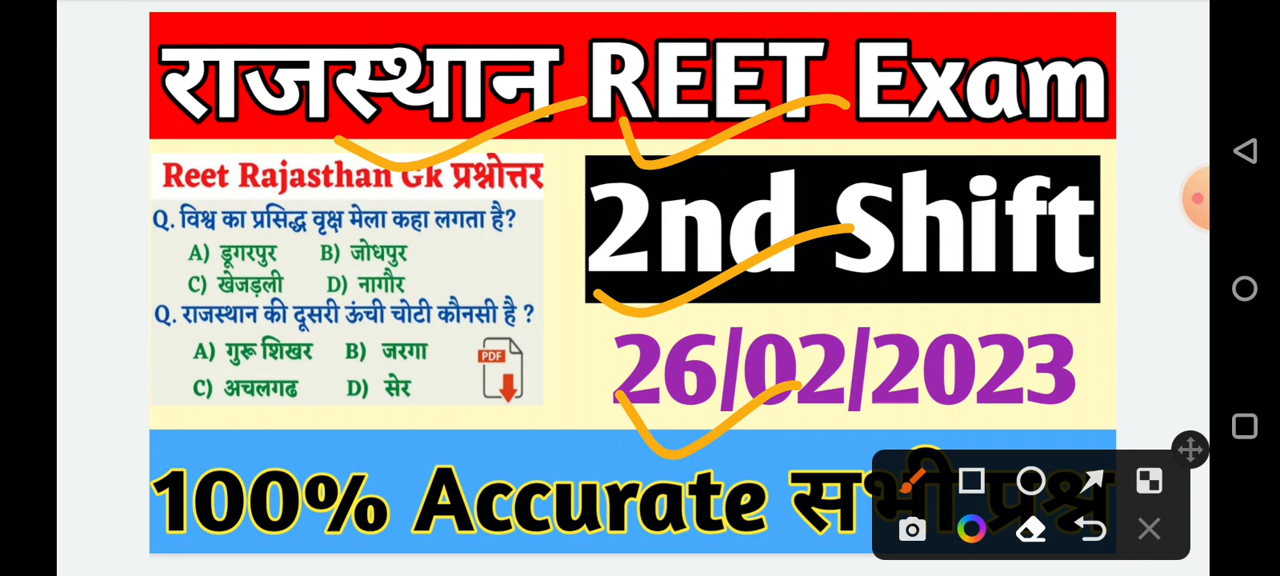 राजस्थान REET Exam
Reet Rajasthan Gk प्रश्नोत्तर
Q. विश्व का प्रसिद्ध वृक्ष मेला कहा लगता है?
A) डूगरपुर B) जोधपुर
C) खेजड़ली D) नागौर
Q. राजस्थान की दूसरी ऊंची चोटी कौनसी है ?
A) गुरू शिखर B) जरगा
C) अचलगढ D) सेर
PDF
2nd Shift
26/02/2023
100% Accurate सभी प्रश्न